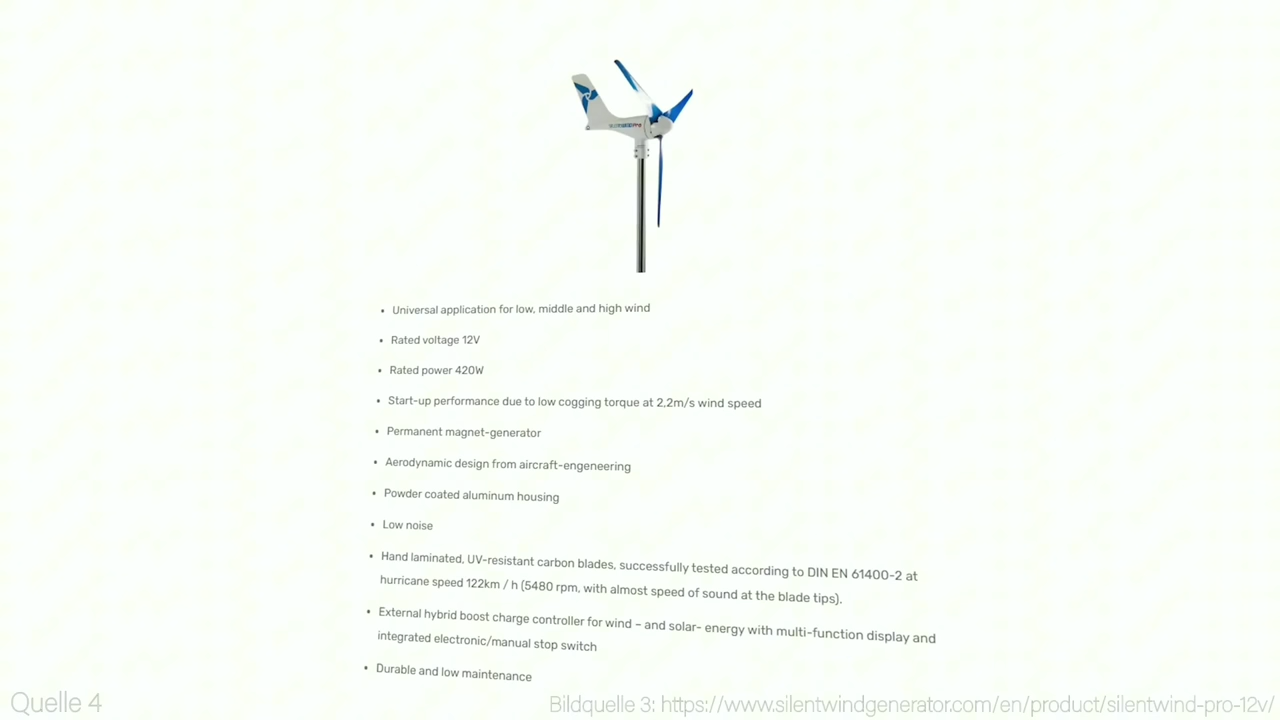 • Universal application for low, middle and high wind
• Rated voltage 12V
• Rated power 420W
• Start-up performance due to low cogging torque at 2,2m/s wind speed
• Permanent magnet-generator
• Aerodynamic design from aircraft-engeneering
• Powder coated aluminum housing
• Low noise
• Hand laminated, UV-resistant carbon blades, successfully tested according to DIN EN 61400-2 at
hurricane speed 122km / h (5480 rpm, with almost speed of sound at the blade tips).
• External hybrid boost charge controller for wind – and solar- energy with multi-function display and
integrated electronic/manual stop switch
• Durable and low maintenance
Quelle 4
Bildquelle 3: https://www.silentwindgenerator.com/en/product/silentwind-pro-12v/